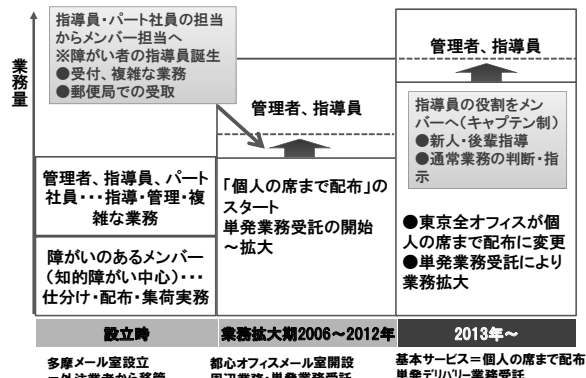 指導員・パート社員の担当
からメンバー担当へ
※障がい者の指導員誕生
●受付、複雑な業務
●郵便局での受取
業務量
管理者、指導員、パート
社員・・・指導・管理・複
雑な業務
障がいのあるメンバー
(知的障がい中心)・・・
仕分け・配布・集荷実務
管理者、指導員
「個人の席まで配布」の
スタート
単発業務受託の開始
~拡大
管理者、指導員
指導員の役割をメン
バーへ(キャプテン制)
●新人・後輩指導
●通常業務の判断・指
示
●東京全オフィスが個
人の席まで配布に変更
●単発業務受託により
業務拡大
設立時
業務拡大期2006~2012年
2013年~
多摩メール室設立
都心オフィスメール室開設
基本サービス=個人の席まで配布
単発デリバリー業務受託